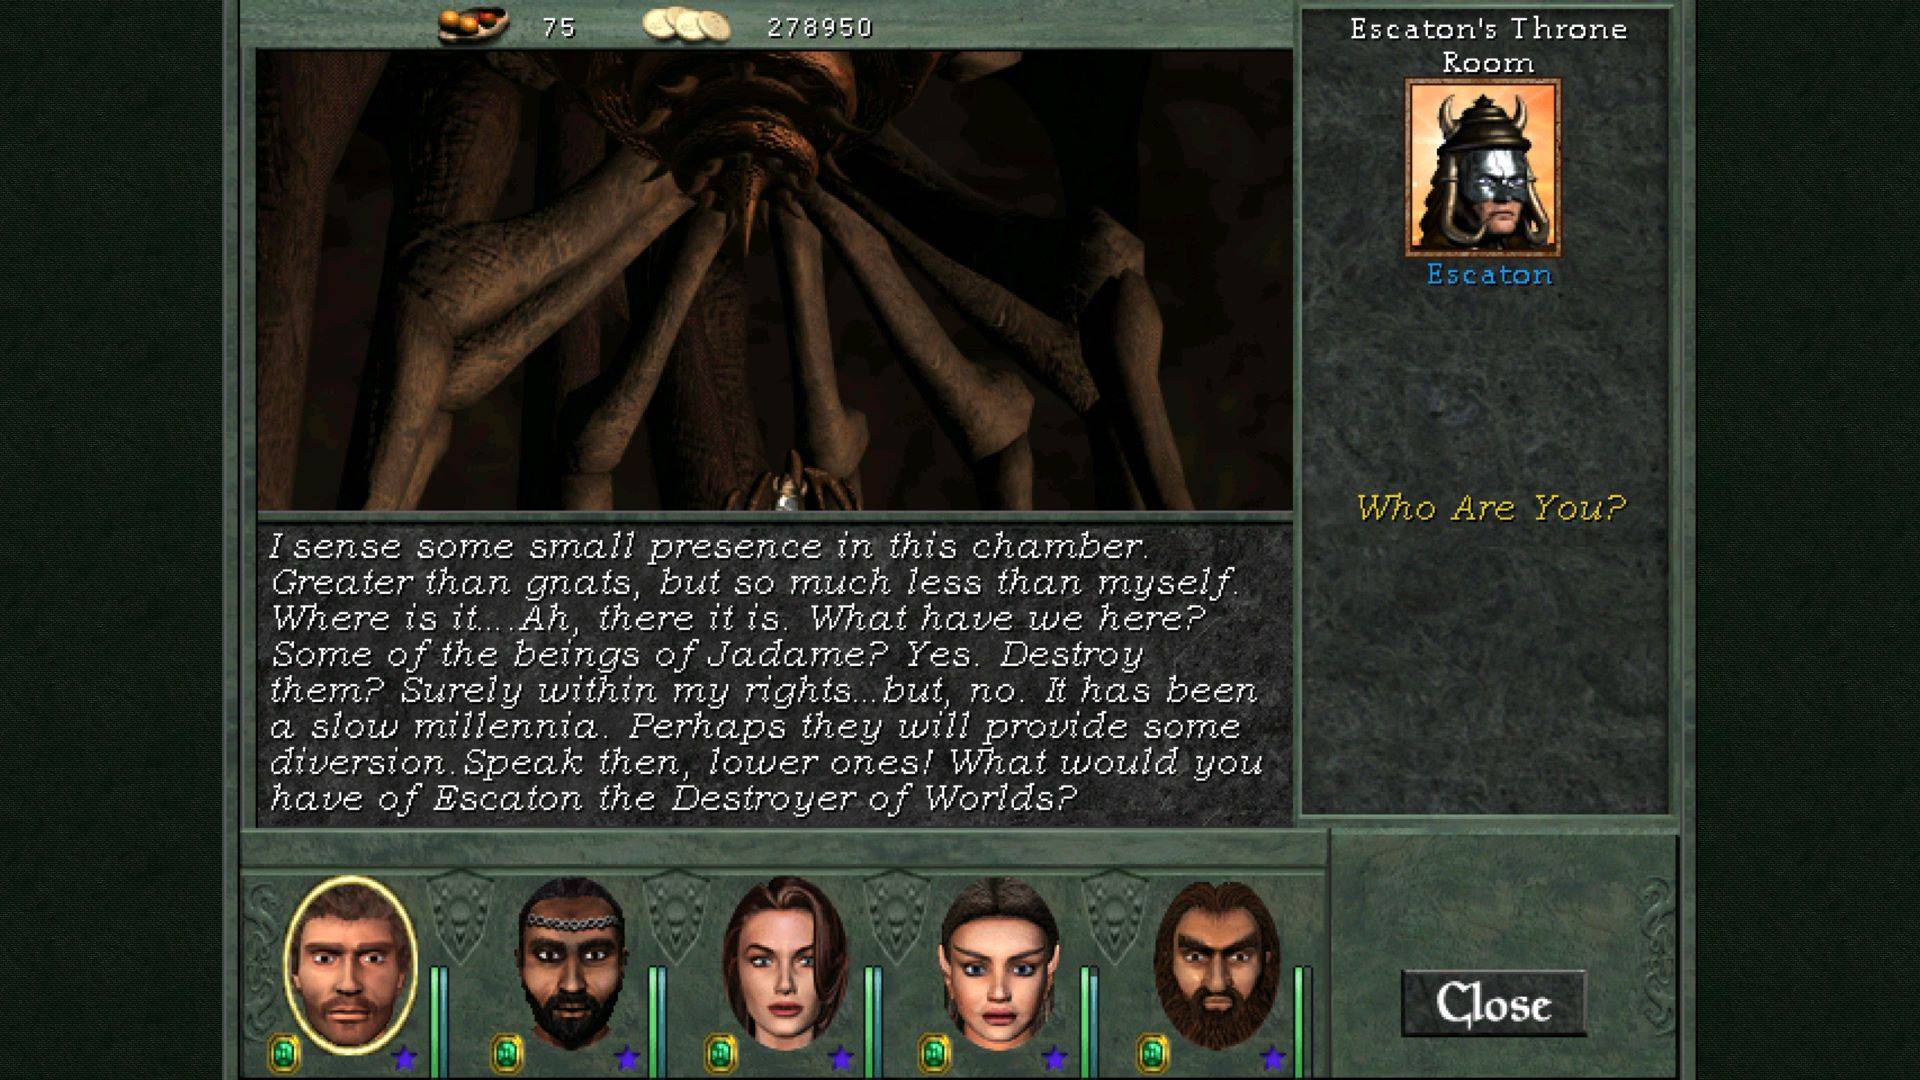 75 278950
Escaton's Throne
Room
Escaton
Who Are You?
I sense some small presence in this chamber.
Greater than gnats, but so much less than myself.
Where is it....Ah, there it is. What have we here?
Some of the beings of Jadame? Yes. Destroy
them? Surely within my rights...but, no. It has been
a slow millennia. Perhaps they will provide some
diversion.Speak then, lower ones! What would you
have of Escaton the Destroyer of Worlds?
Close